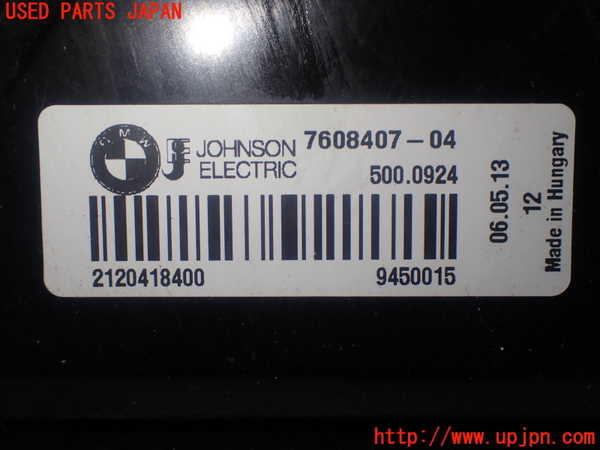 USED PARTS JAPAN
BMW
JOHNSON
ELECTRIC
7608407-04
500.0924
2120418400
9450015
06.05.13
12
Made in Hungary
http://www.upjpn.com/